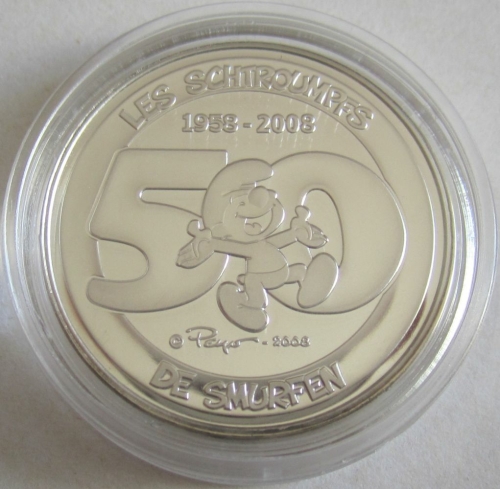 LES SCHTROUMPFS
1958 - 2008
50
© Peyo - 2008
DE SMURFEN